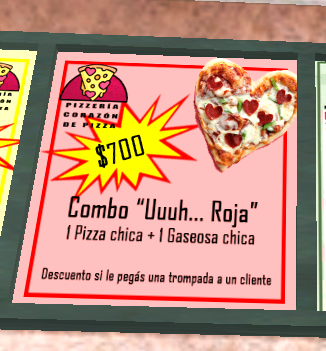 PIZZERÍA
CORAZÓN
DE PIZZA
$700
Combo "Uuuh... Roja"
1 Pizza chica + 1 Gaseosa chica
Descuento si le pegás una trompada a un cliente